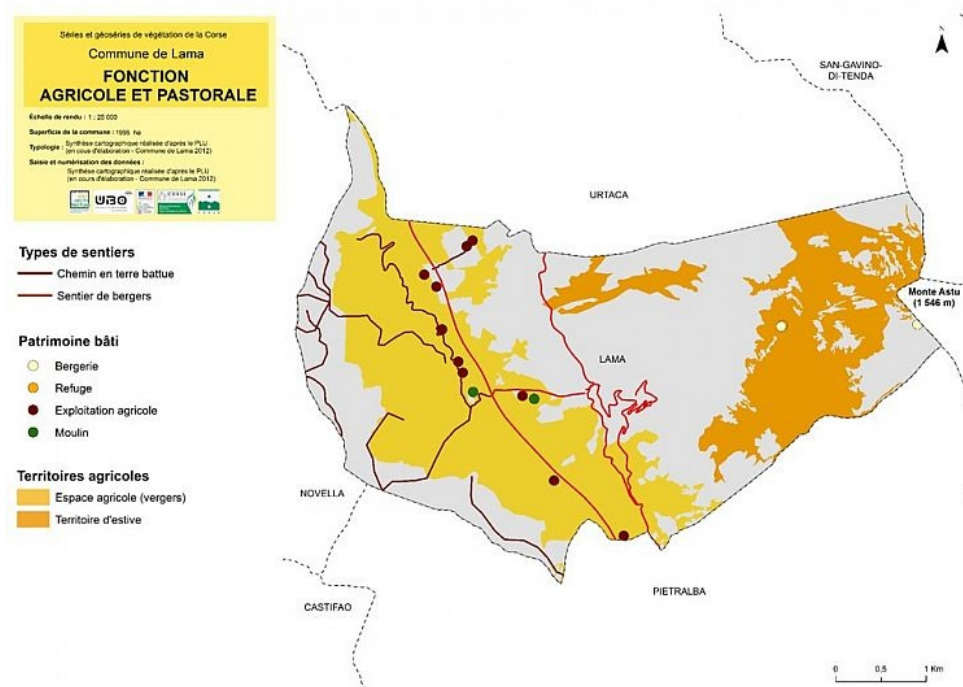 Séries et géoséries de végétation de la Corse
Commune de Lama
FONCTION
AGRICOLE ET PASTORALE
Échelle de rendu : 1 : 25 000
Superficie de la commune : 1995 ha
Typologie : Synthèse cartographique réalisée d'après le PLU
(en cous d'élaboration - Commune de Lama 2012)
Saisie et numérisation des données :
Synthèse cartographique réalisée d'après le PLU
(en cous d'élaboration - Commune de Lama 2012)
UBO
CORSE
Types de sentiers
Chemin en terre battue
Sentier de bergers
Patrimoine bâti
Bergerie
Refuge
Exploitation agricole
Moulin
Territoires agricoles
Espace agricole (vergers)
Territoire d'estive
N
SAN-GAVINO-
DI-TENDA
URTACA
Monte Astu
(1 546 m)
LAMA
NOVELLA
PIETRALBA
CASTIFAO
0 0,5 1 Km